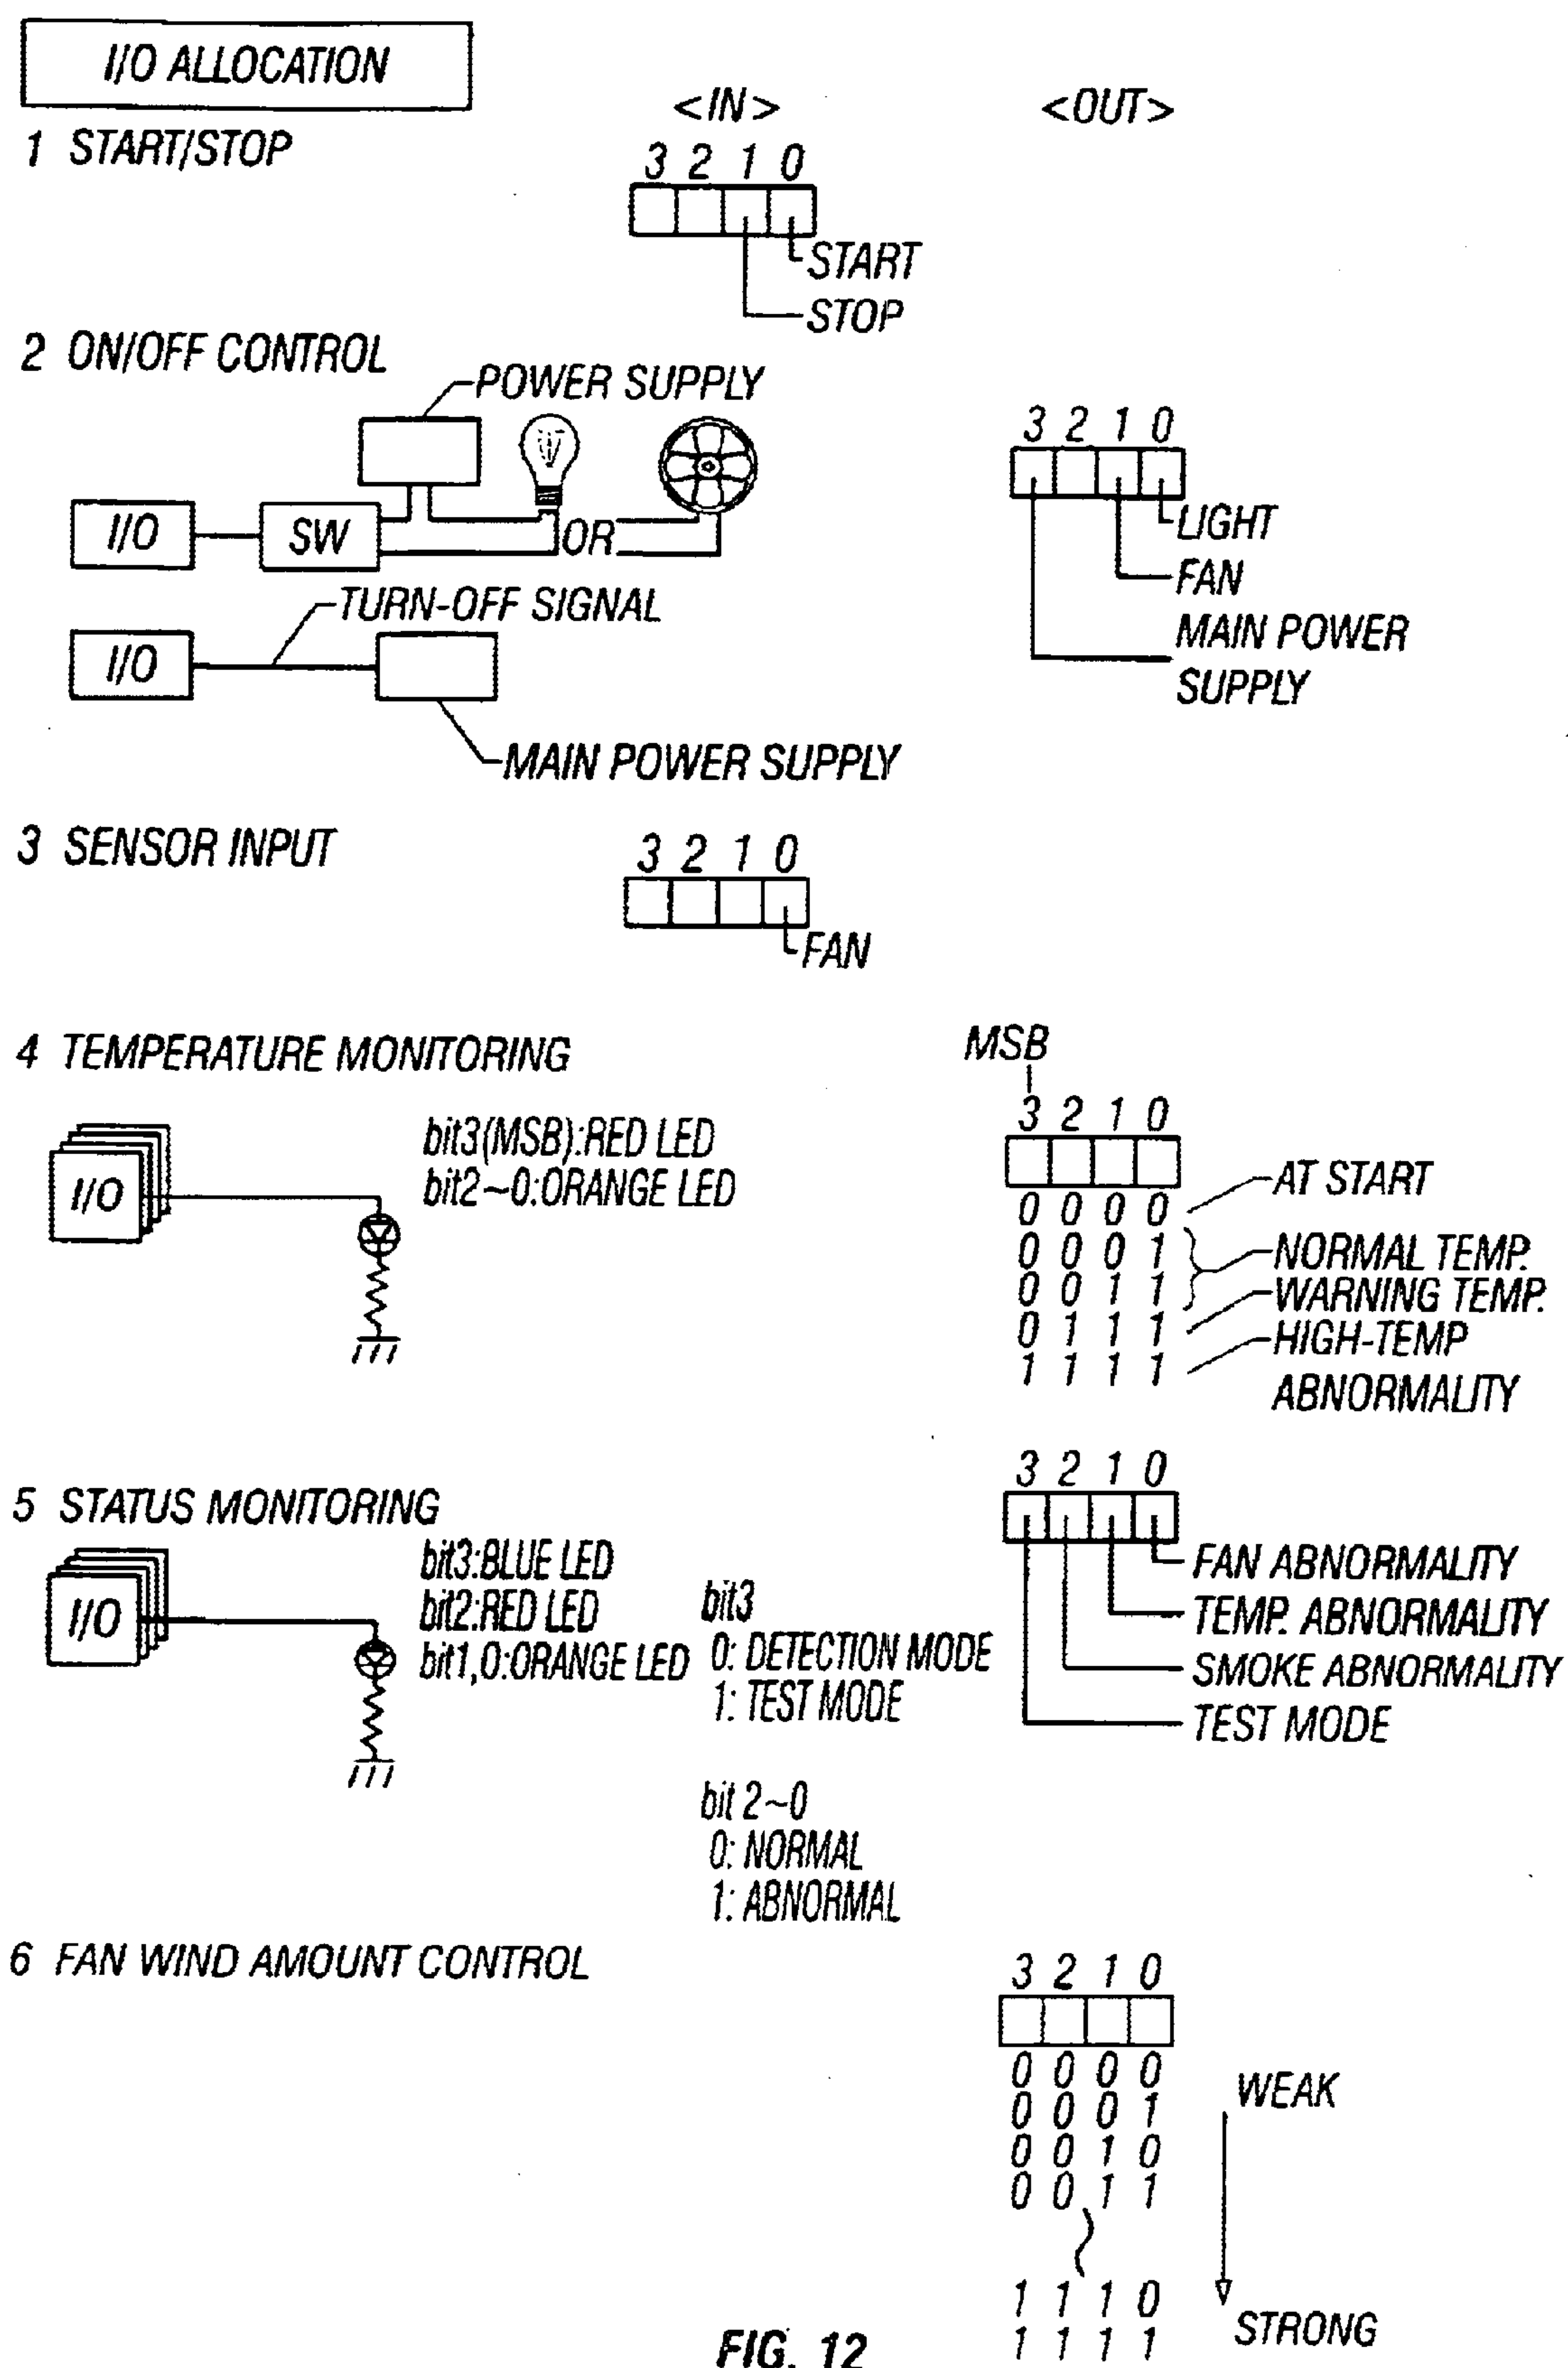 I/O ALLOCATION
<IN>
<OUT>
1 START/STOP
3 2 1 0
START
STOP
2 ON/OFF CONTROL
POWER SUPPLY
I/O
SW
OR
3 2 1 0
LIGHT
FAN
MAIN POWER
SUPPLY
TURN-OFF SIGNAL
I/O
MAIN POWER SUPPLY
3 SENSOR INPUT
3 2 1 0
FAN
4 TEMPERATURE MONITORING
I/O
bit3(MSB):RED LED
bit2~0:ORANGE LED
MSB
3 2 1 0
0 0 0 0
0 0 0 1
0 0 1 1
0 1 1 1
1 1 1 1
AT START
NORMAL TEMP.
WARNING TEMP.
HIGH-TEMP
ABNORMALITY
5 STATUS MONITORING
I/O
bit3:BLUE LED
bit2:RED LED
bit1,0:ORANGE LED
bit3
0: DETECTION MODE
1: TEST MODE
bit 2~0
0: NORMAL
1: ABNORMAL
3 2 1 0
FAN ABNORMALITY
TEMP. ABNORMALITY
SMOKE ABNORMALITY
TEST MODE
6 FAN WIND AMOUNT CONTROL
3 2 1 0
0 0 0 0
0 0 0 1
0 0 1 0
0 0 1 1
1 1 1 0
1 1 1 1
WEAK
STRONG
FIG. 12